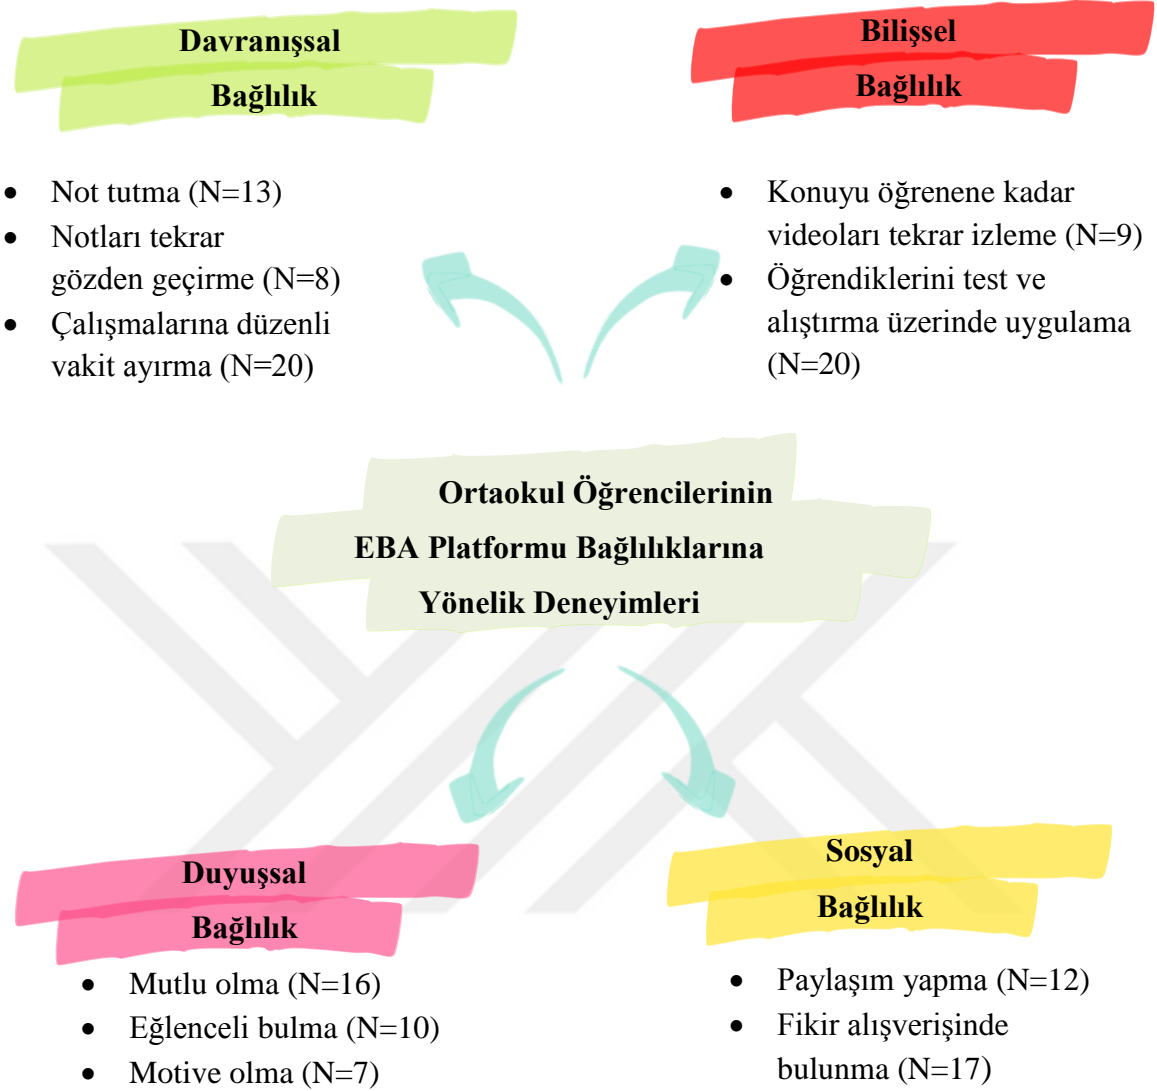 Davranışsal
Bağlılık
• Not tutma (N=13)
• Notları tekrar
gözden geçirme (N=8)
• Çalışmalarına düzenli
vakit ayırma (N=20)
Bilişsel
Bağlılık
• Konuyu öğrenene kadar
videoları tekrar izleme (N=9)
• Öğrendiklerini test ve
alıştırma üzerinde uygulama
(N=20)
Ortaokul Öğrencilerinin
EBA Platformu Bağlılıklarına
Yönelik Deneyimleri
Duyuşsal
Bağlılık
• Mutlu olma (N=16)
• Eğlenceli bulma (N=10)
• Motive olma (N=7)
Sosyal
Bağlılık
• Paylaşım yapma (N=12)
• Fikir alışverişinde
bulunma (N=17)